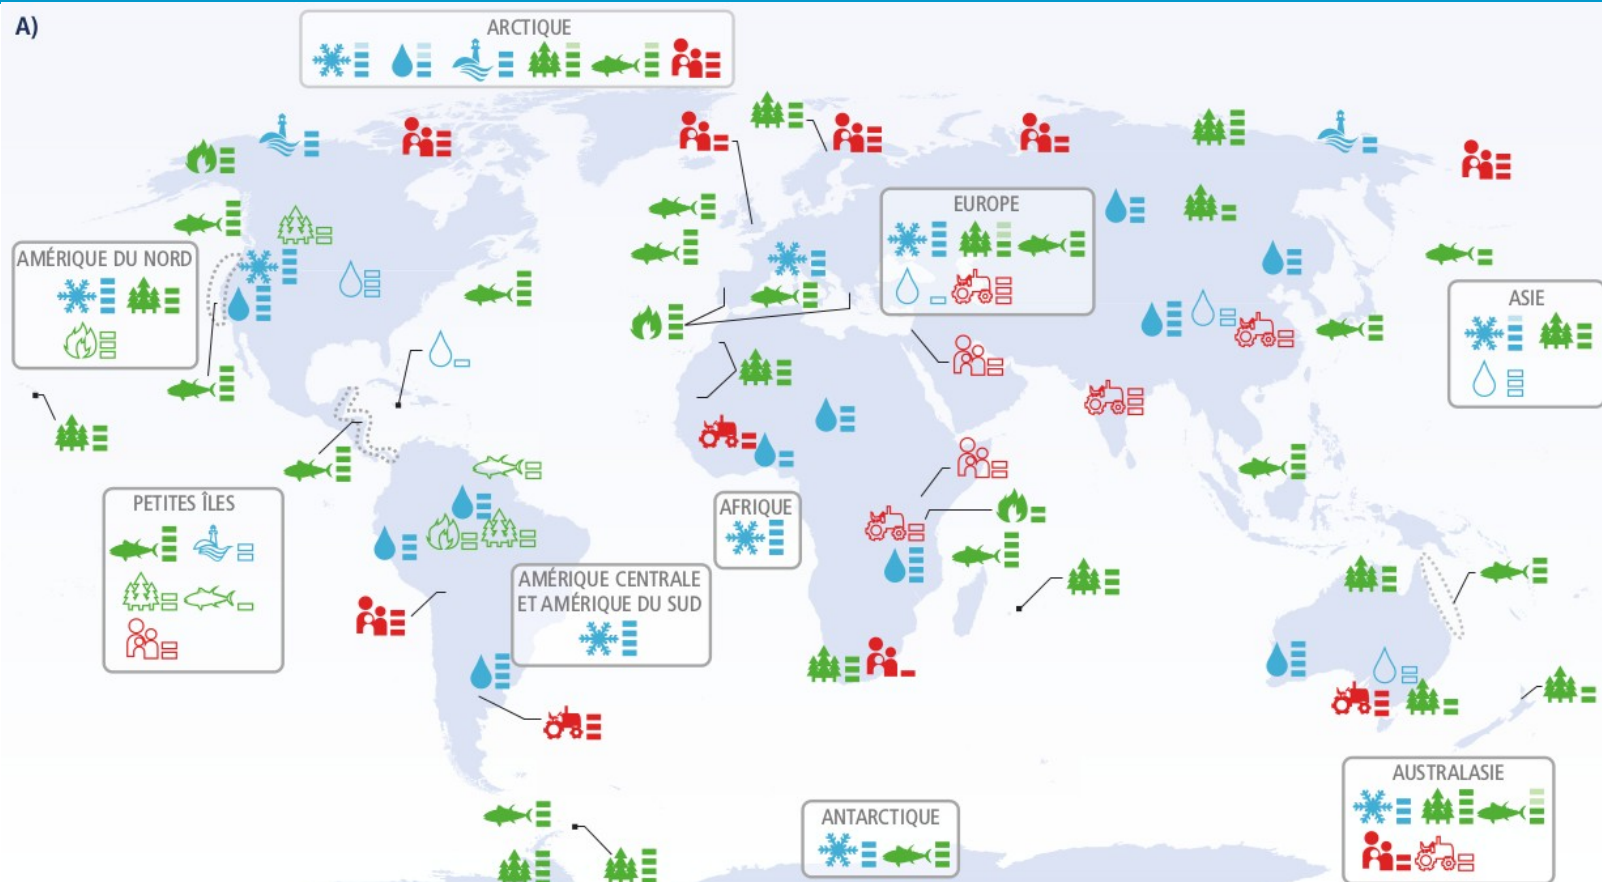 A)
ARCTIQUE
EUROPE
AMÉRIQUE DU NORD
ASIE
PETITES ÎLES
AFRIQUE
AMÉRIQUE CENTRALE
ET AMÉRIQUE DU SUD
AUSTRALASIE
ANTARCTIQUE